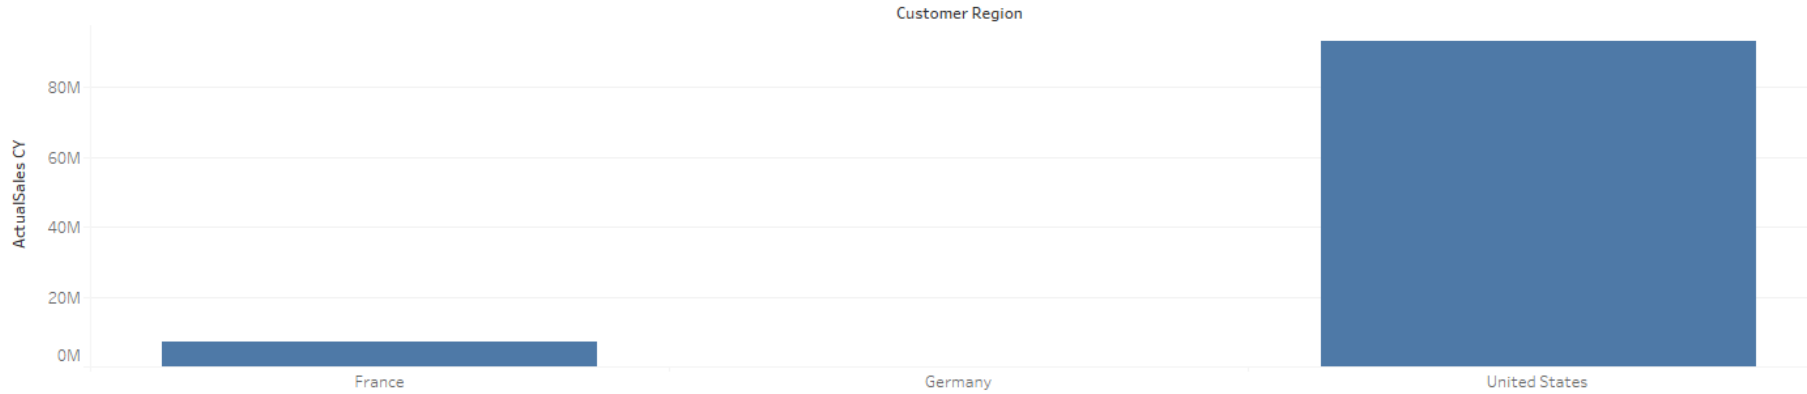 Customer Region
ActualSales CY
80M
60M
40M
20M
0M
France
Germany
United States